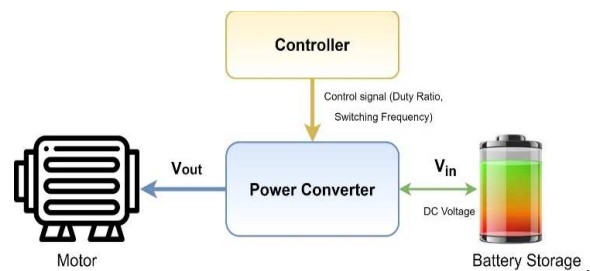 Controller
Control signal (Duty Ratio,
Switching Frequency)
Vout
Power Converter
Vin
DC Voltage
Motor
Battery Storage